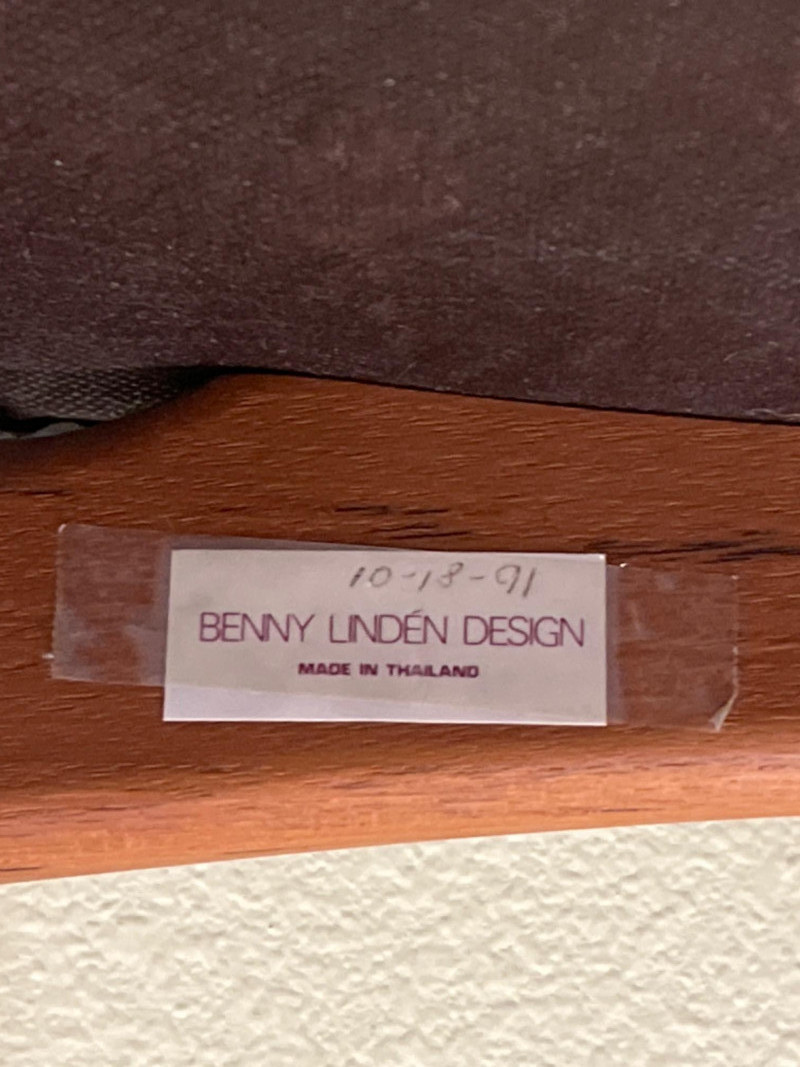 10-18-91
BENNY LINDÉN DESIGN
MADE IN THAILAND